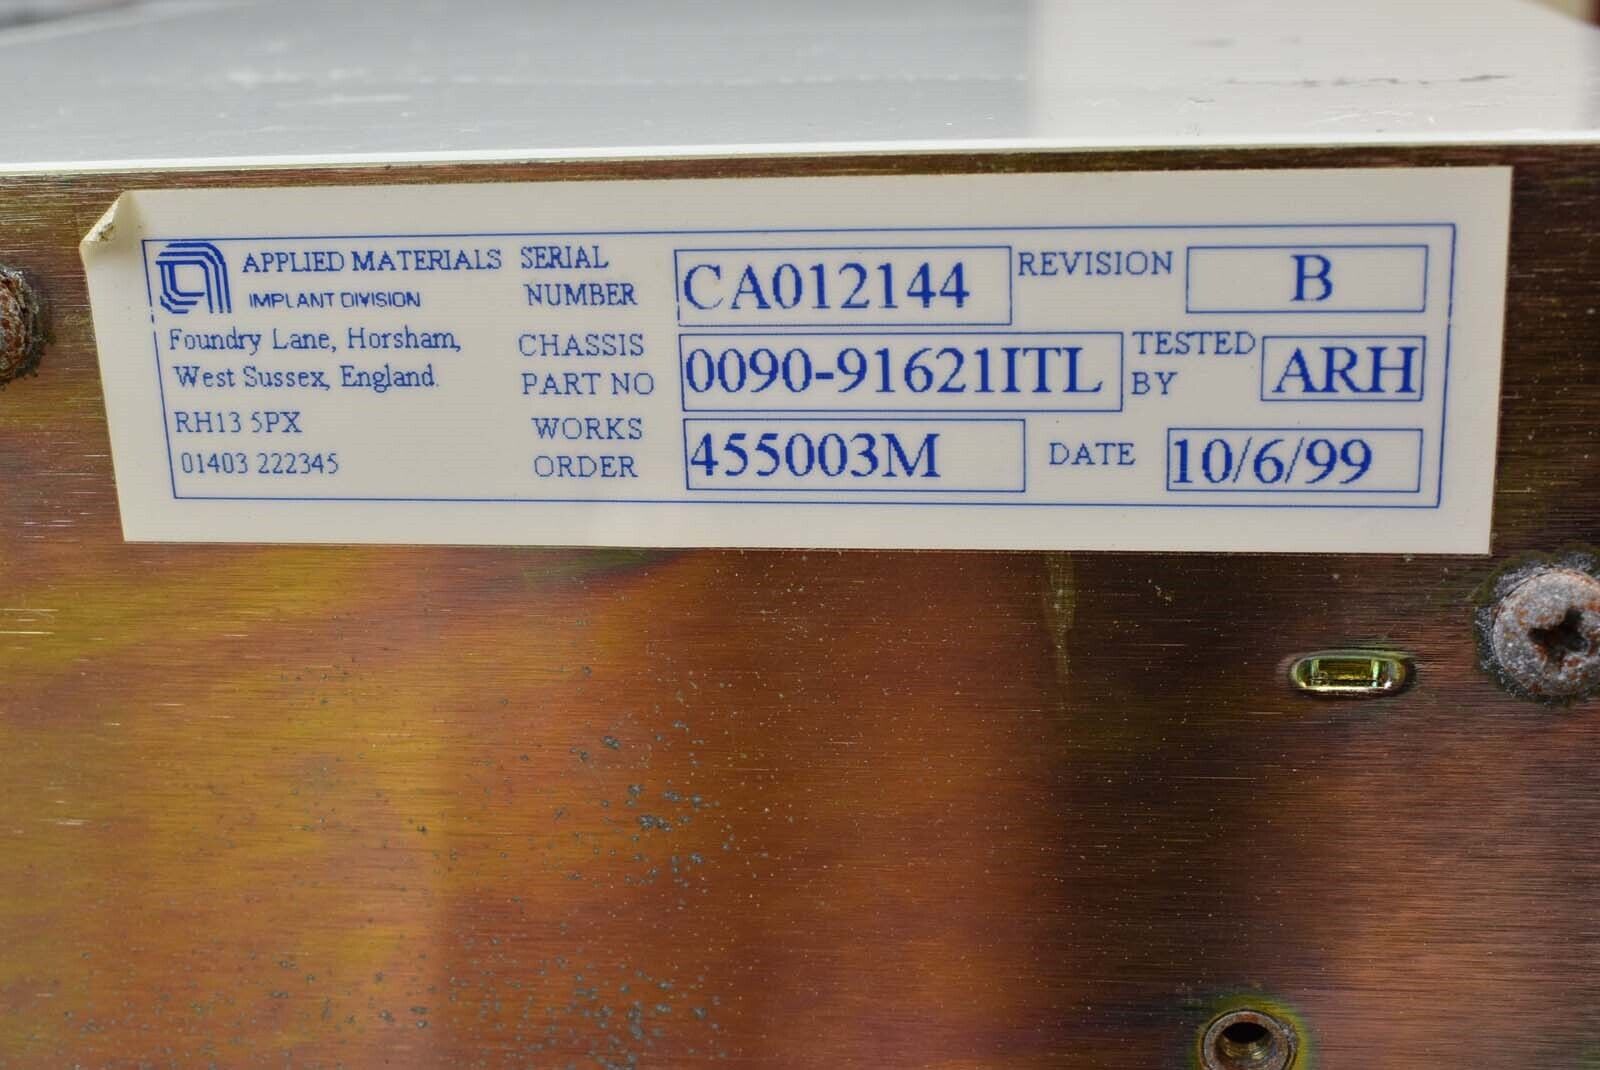 APPLIED MATERIALS
IMPLANT DIVISION
Foundry Lane, Horsham,
West Sussex, England.
RH13 5PX
01403 222345
SERIAL NUMBER CA012144
REVISION B
CHASSIS PART NO 0090-91621ITL
TESTED BY ARH
WORKS ORDER 455003M
DATE 10/6/99